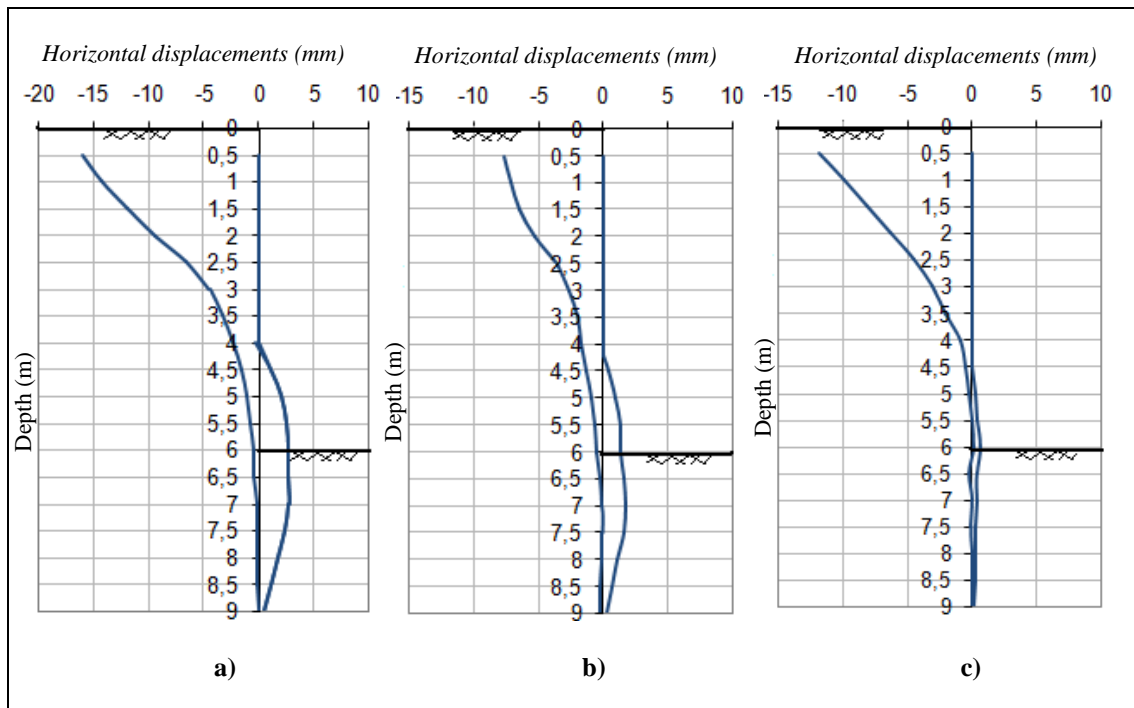 Horizontal displacements (mm) Horizontal displacements (mm) Horizontal displacements (mm)
-20 -15 -10 -5 0 5 10 -15 -10 -5 0 5 10 -15 -10 -5 0 5 10
0 0 0
0,5 0,5 0,5
1 1 1
1,5 1,5 1,5
2 2 2
2,5 2,5 2,5
3 3 3
3,5 3,5 3,5
4 4 4
4,5 4,5 4,5
5 5 5
5,5 5,5 5,5
6 6 6
6,5 6,5 6,5
7 7 7
7,5 7,5 7,5
8 8 8
8,5 8,5 8,5
9 9 9
Depth (m) Depth (m) Depth (m)
a) b) c)